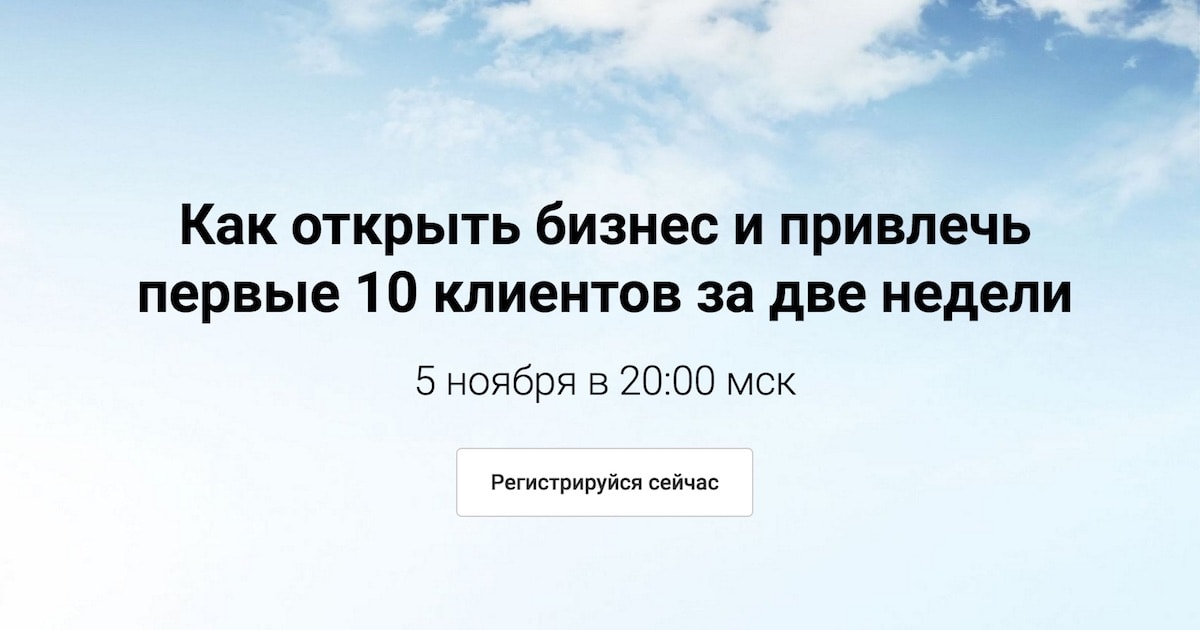 Как открыть бизнес и привлечь
первые 10 клиентов за две недели
5 ноября в 20:00 мск
Регистрируйся сейчас